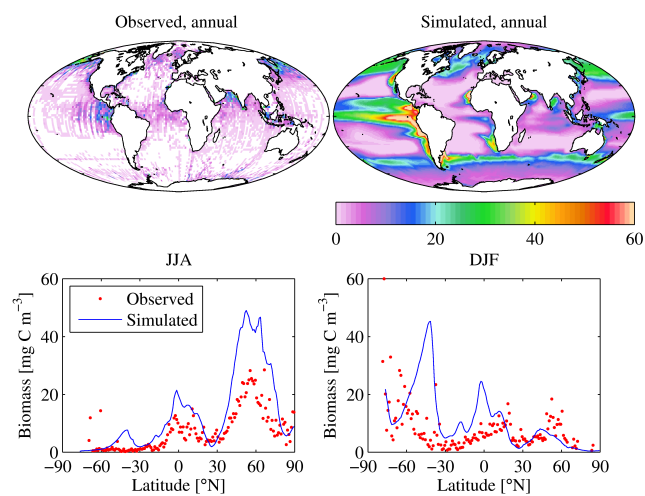 Observed, annual
Simulated, annual
0 20 40 60
JJA
DJF
Biomass [mg C m⁻³]
60
40
20
0
Observed
Simulated
−90 −60 −30 0 30 60 90
Latitude [°N]
Biomass [mg C m⁻³]
60
40
20
0
−90 −60 −30 0 30 60 90
Latitude [°N]